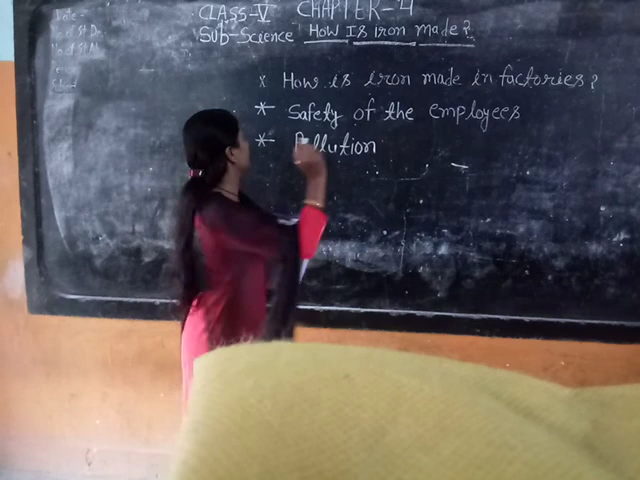 Date -
CLASS-V CHAPTER-4
Sub-Science HOW IS iron made?
* How is iron made in factories?
* Safety of the employees
* Pollution